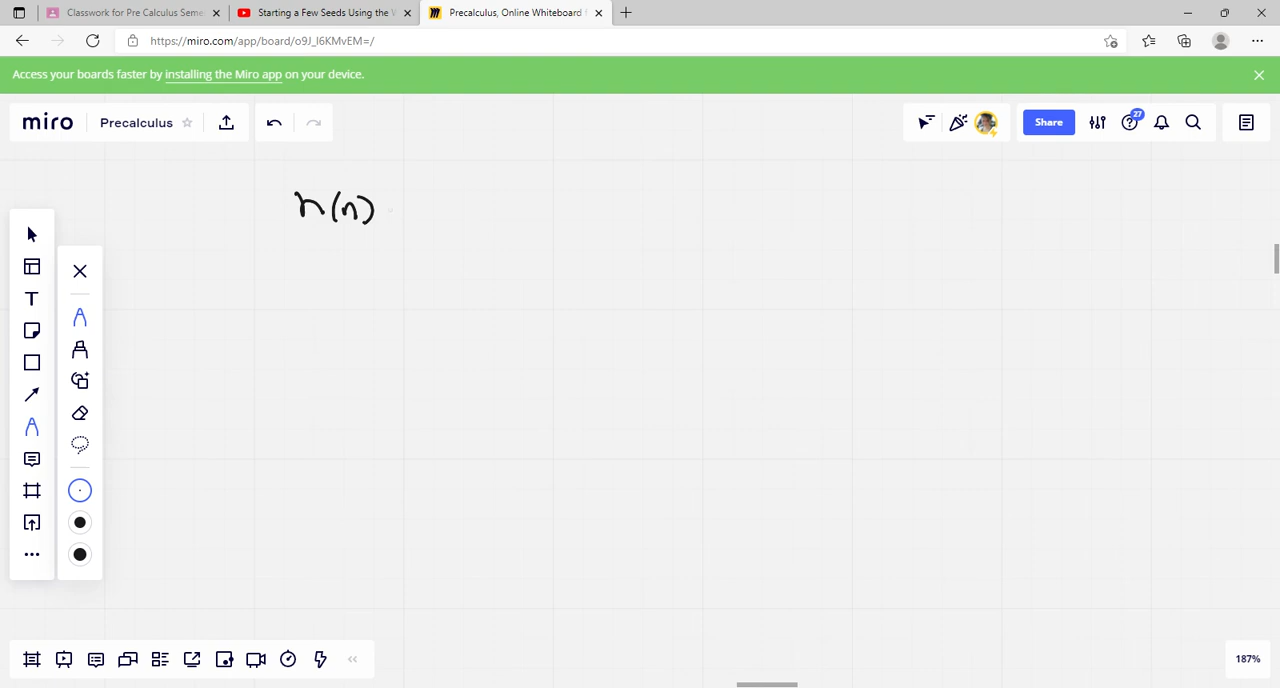 Classwork for Pre Calculus Seme
Starting a Few Seeds Using the W
Precalculus, Online Whiteboard f
https://miro.com/app/board/o9J_l6KMvEM=/
Access your boards faster by installing the Miro app on your device.
miro
Precalculus
Share
27
h(n)
T
187%